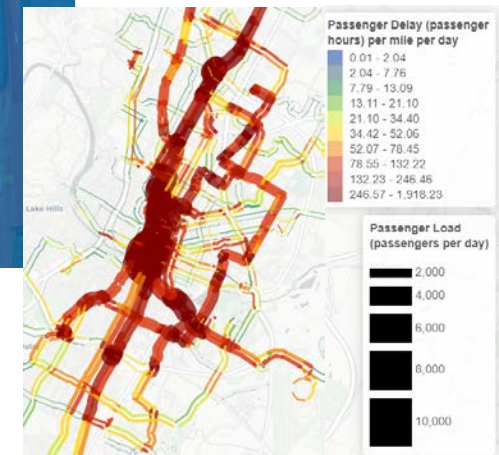 Passenger Delay (passenger
hours) per mile per day
0.01 - 2.04
2.04 - 7.76
7.79 - 13.09
13.11 - 21.10
21.10 - 34.40
34.42 - 52.06
52.07 - 78.45
78.55 - 132.22
132.23 - 246.46
246.57 - 1,918.23
Lake Hills
Passenger Load
(passengers per day)
2,000
4,000
6,000
8,000
10,000